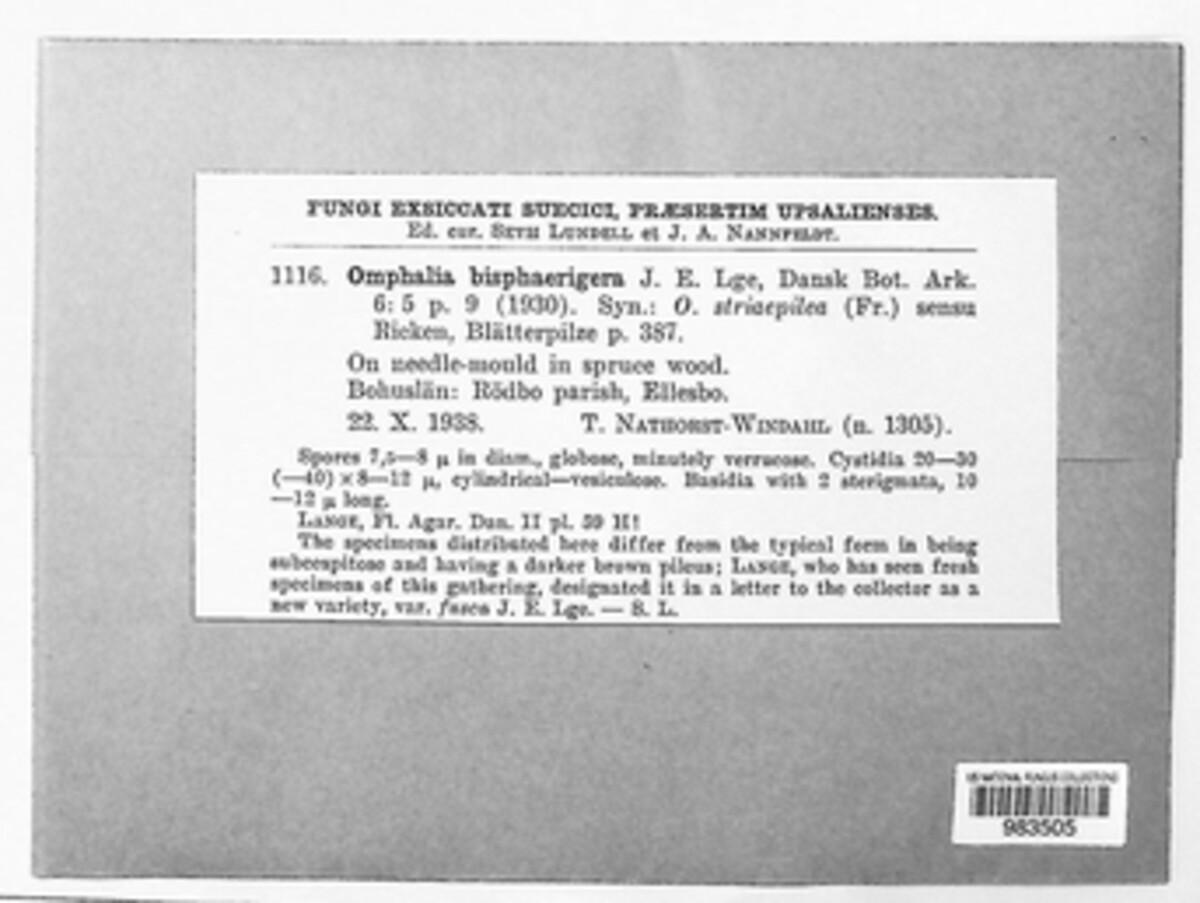 FUNGI EXSICCATI SUECICI, PRÆSERTIM UPSALIENSES.
Ed. cur. SETH LUNDELL et J. A. NANNFELDT.
1116. Omphalia bisphaerigera J. E. Lge, Dansk Bot. Ark.
6: 5 p. 9 (1930). Syn.: O. striaepilea (Fr.) sensu
Ricken, Blätterpilze p. 387.
On needle-mould in spruce wood.
Bohuslän: Rödbo parish, Ellesbo.
22. X. 1938. T. NATHORST-WINDAHL (n. 1305).
Spores 7,5—8 µ in diam., globose, minutely verrucose. Cystidia 20—30
(—40) × 8—12 µ, cylindrical—vesiculose. Basidia with 2 sterigmata, 10
—12 µ long.
LANGE, Fl. Agar. Dan. II pl. 59 H!
The specimens distributed here differ from the typical form in being
subcespitose and having a darker brown pileus; LANGE, who has seen fresh
specimens of this gathering, designated it in a letter to the collector as a
new variety, var. fusca J. E. Lge. — S. L.
US NATIONAL FUNGUS COLLECTIONS
983505